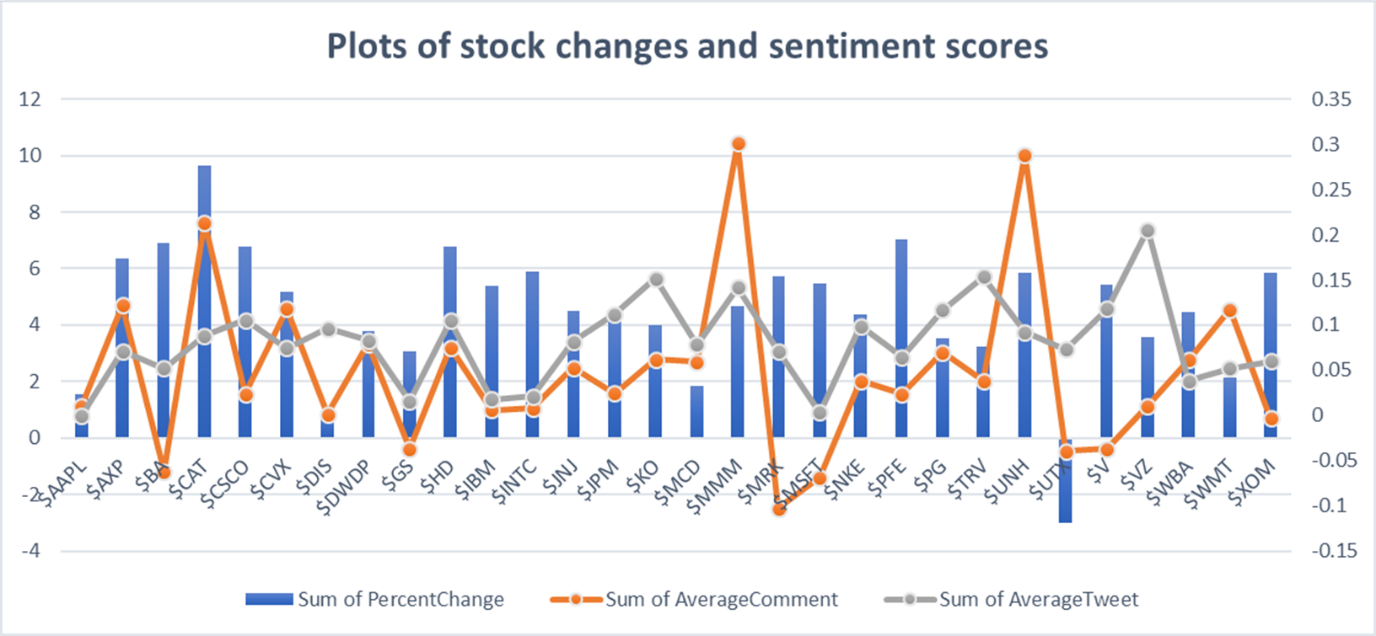 Plots of stock changes and sentiment scores
12
10
8
6
4
2
0
-2
-4
0.35
0.3
0.25
0.2
0.15
0.1
0.05
0
-0.05
-0.1
-0.15
$AAPL
$AXP
$BA
$CAT
$CSCO
$CVX
$DIS
$DWDP
$GS
$HD
$IBM
$INTC
$JNJ
$JPM
$KO
$MCD
$MMM
$MRK
$MSFT
$NKE
$PFE
$PG
$TRV
$UNH
$UTX
$V
$VZ
$WBA
$WMT
$XOM
Sum of PercentChange
Sum of AverageComment
Sum of AverageTweet